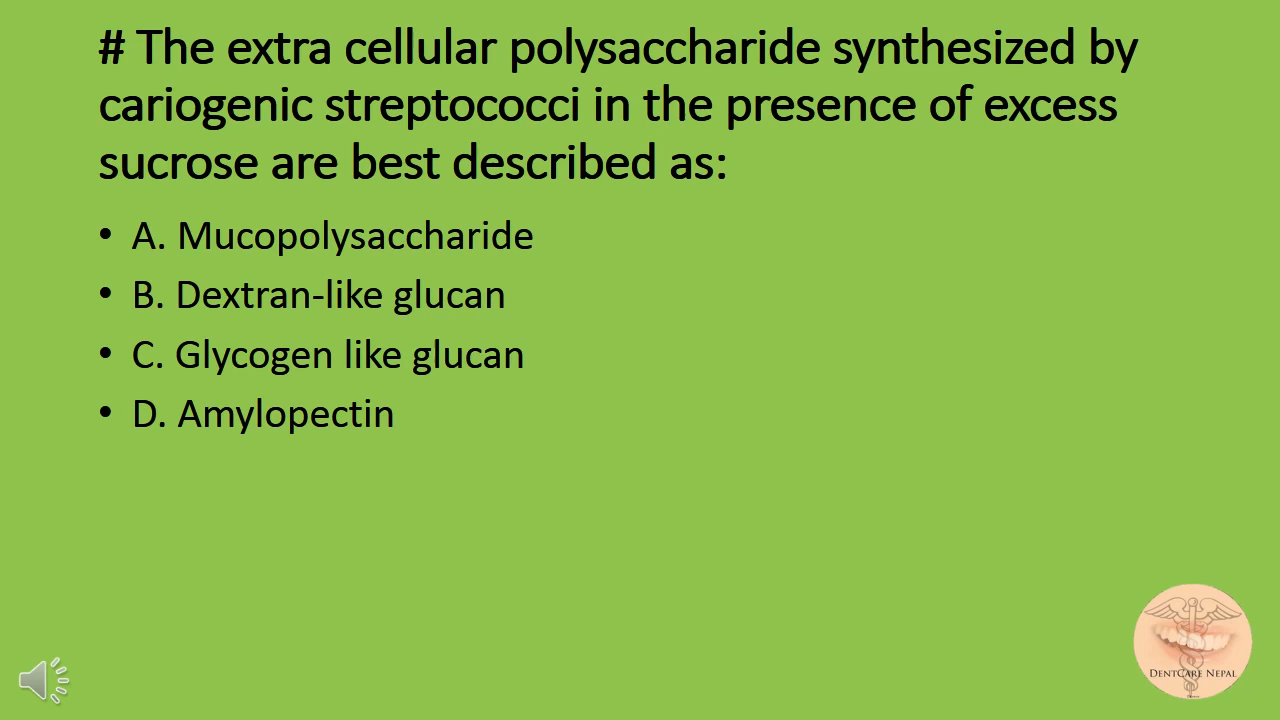 # The extra cellular polysaccharide synthesized by
cariogenic streptococci in the presence of excess
sucrose are best described as:
• A. Mucopolysaccharide
• B. Dextran-like glucan
• C. Glycogen like glucan
• D. Amylopectin
DENTCARE NEPAL